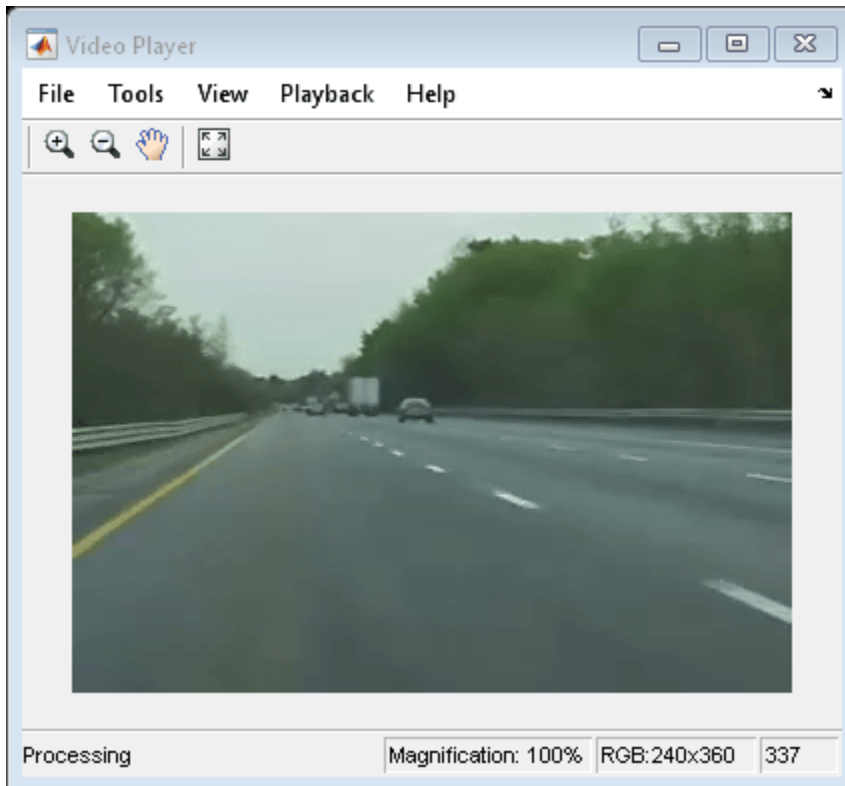 Video Player
File Tools View Playback Help
Processing Magnification: 100% RGB:240x360 337